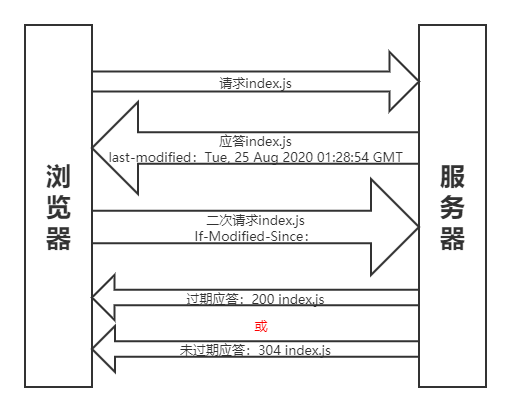 浏览器
服务器
请求index.js
应答index.js
last-modified：Tue, 25 Aug 2020 01:28:54 GMT
二次请求index.js
If-Modified-Since：
过期应答：200 index.js
或
未过期应答：304 index.js